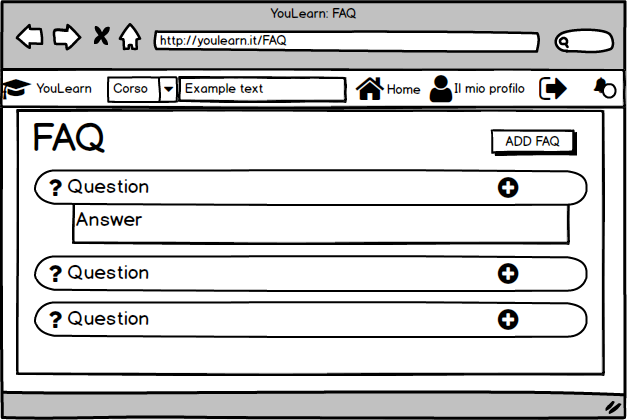 YouLearn: FAQ
http://youlearn.it/FAQ
YouLearn Corso Example text Home Il mio profilo
FAQ
ADD FAQ
? Question
Answer
? Question
? Question